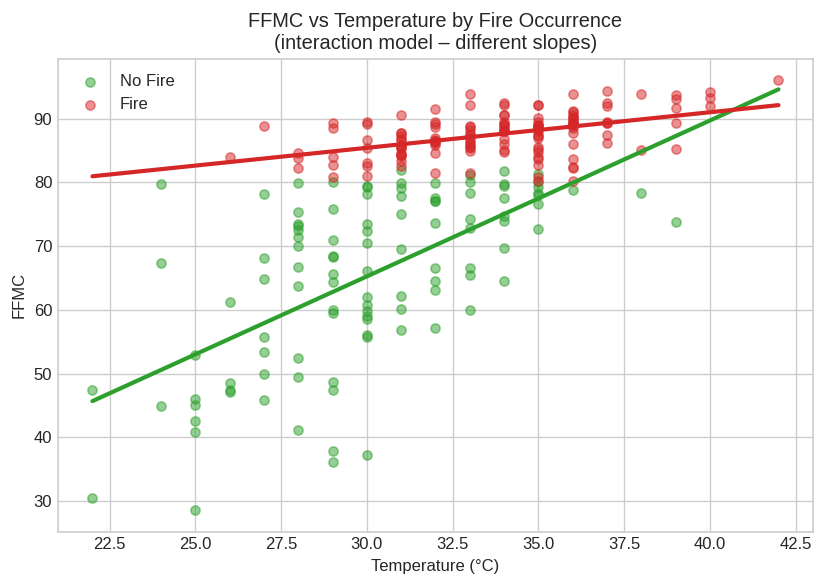 FFMC vs Temperature by Fire Occurrence
(interaction model – different slopes)
No Fire
Fire
FFMC
90
80
70
60
50
40
30
22.5 25.0 27.5 30.0 32.5 35.0 37.5 40.0 42.5
Temperature (°C)